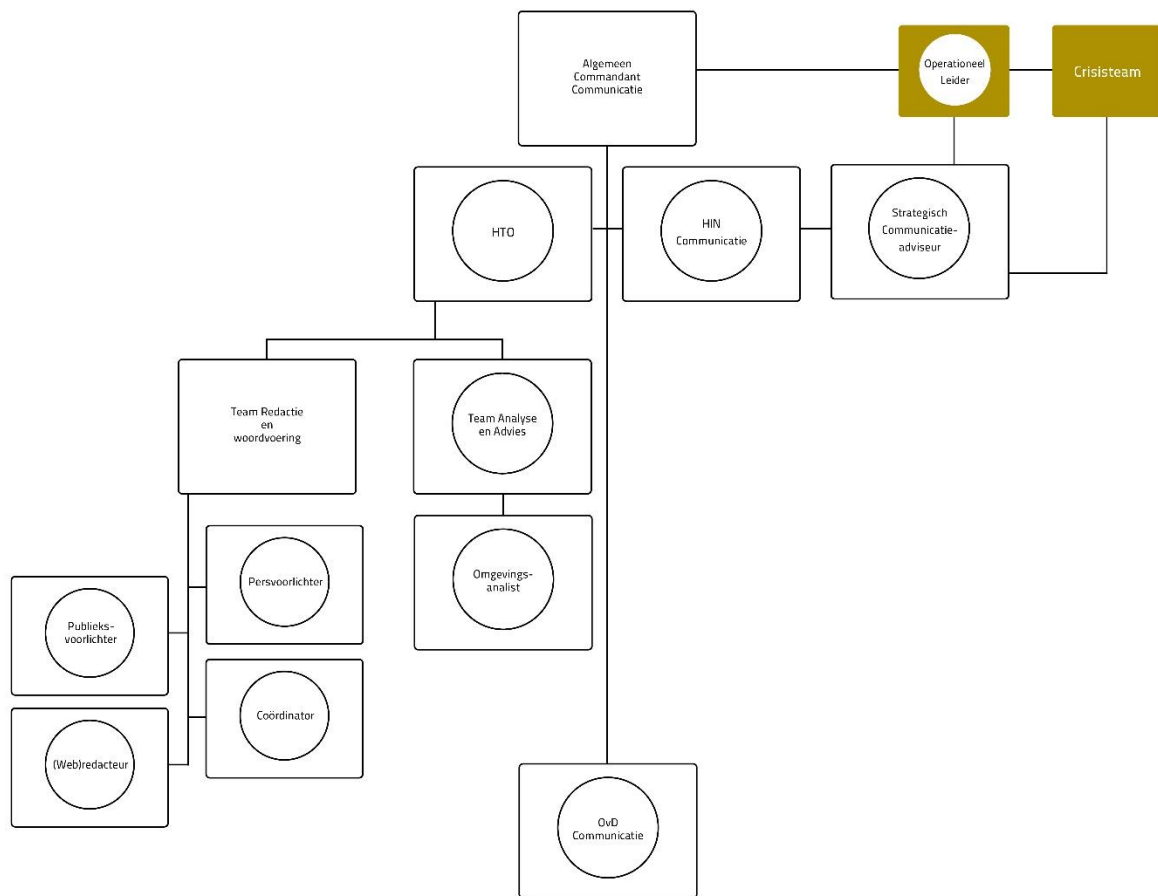 Algemeen
Commandant
Communicatie
Operationeel
Leider
Crisisteam
HTO
HIN
Communicatie
Strategisch
Communicatie-
adviseur
Team Redactie
en
woordvoering
Team Analyse
en Advies
Persvoorlichter
Omgevings-
analist
Publieks-
voorlichter
Coördinator
(Web)redacteur
OvD
Communicatie